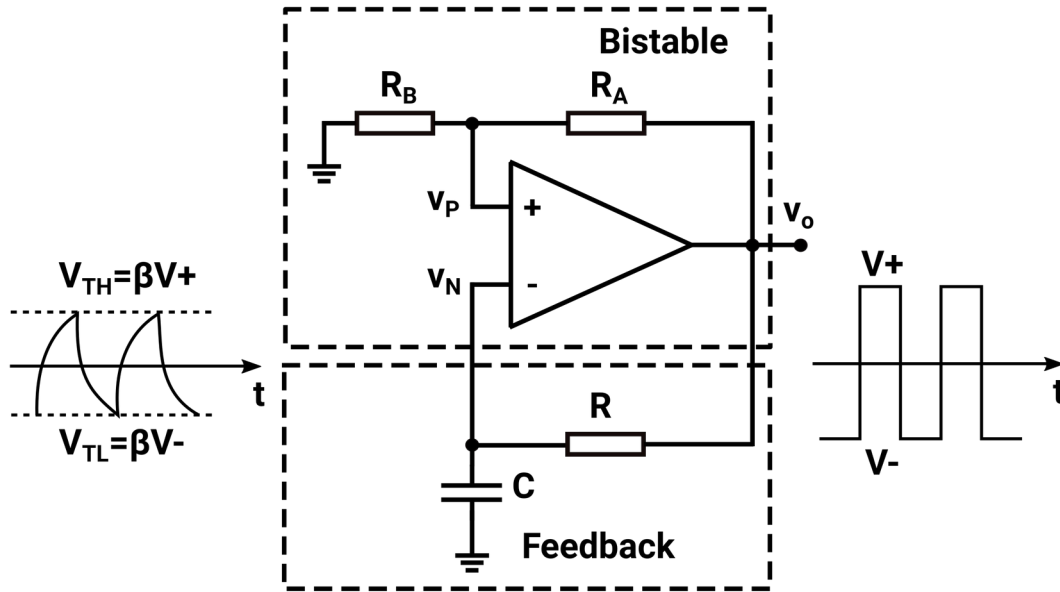 Bistable
R_B
R_A
v_P
+
v_o
V_TH=βV+
v_N
-
V+
t
R
t
V_TL=βV-
V-
C
Feedback